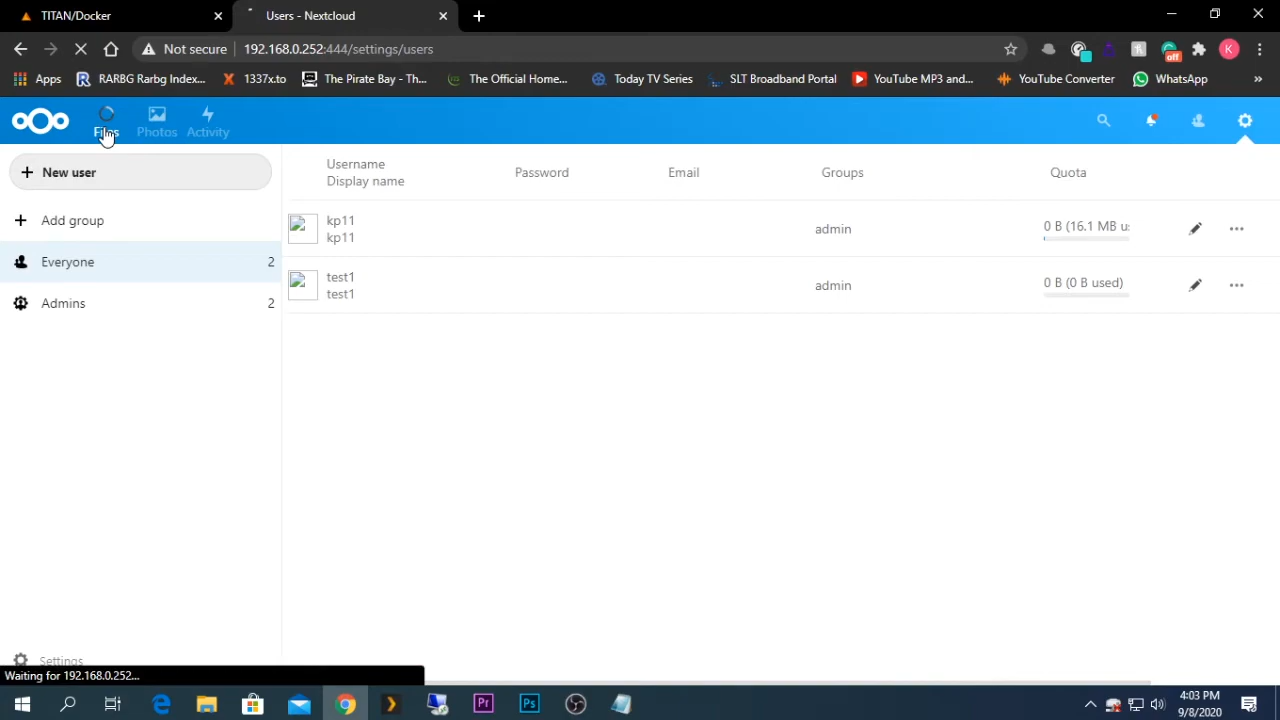 TITAN/Docker
Users - Nextcloud
Not secure 192.168.0.252:444/settings/users
K
off
Apps RARBG Rarbg Index... 1337x.to The Pirate Bay - Th... The Official Home... Today TV Series SLT Broadband Portal YouTube MP3 and... YouTube Converter WhatsApp »
Files Photos Activity
New user
Username
Display name
Password
Email
Groups
Quota
Add group
kp11
kp11
admin
0 B (16.1 MB u
Everyone 2
test1
test1
admin
0 B (0 B used)
Admins 2
Settings
Waiting for 192.168.0.252...
Pr
Ps
4:03 PM
9/8/2020